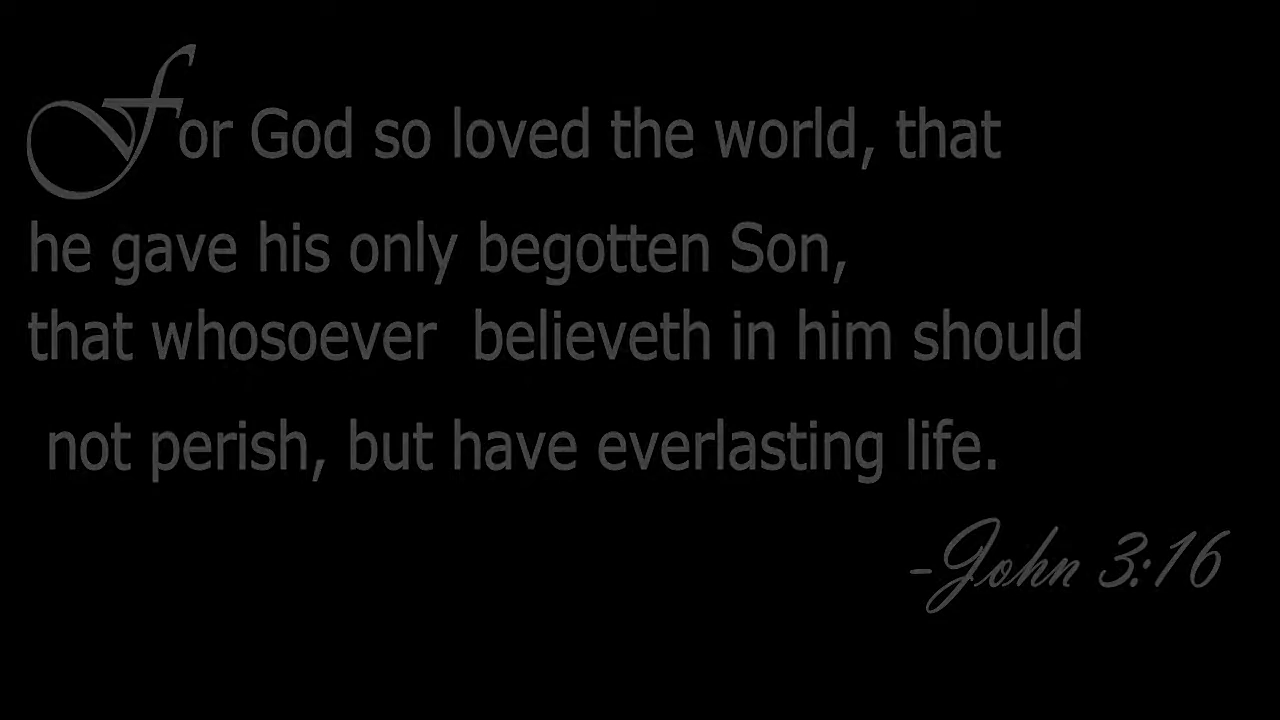 For God so loved the world, that
he gave his only begotten Son,
that whosoever believeth in him should
not perish, but have everlasting life.
-John 3:16